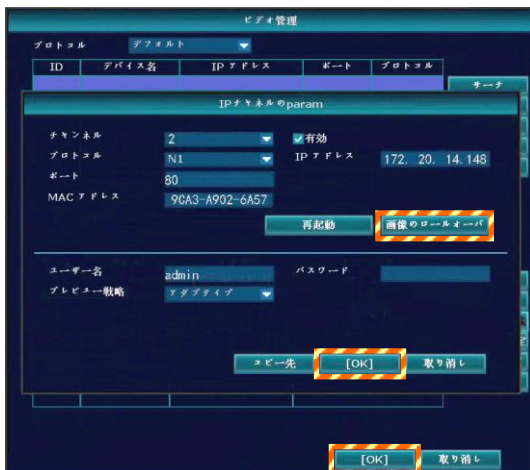 ビデオ管理
プロトコル デフォルト
ID デバイス名 IPアドレス ポート プロトコル
サーチ
IPチャネルのparam
チャンネル 2 有効
プロトコル N1 IPアドレス 172. 20. 14.148
ポート 80
MACアドレス 9CA3-A902-6A57
再起動 画像のロールオーバ
ユーザー名 admin パスワード
プレビュー戦略 アダプタイプ
コピー先 [OK] 取り消し
[OK] 取り消し